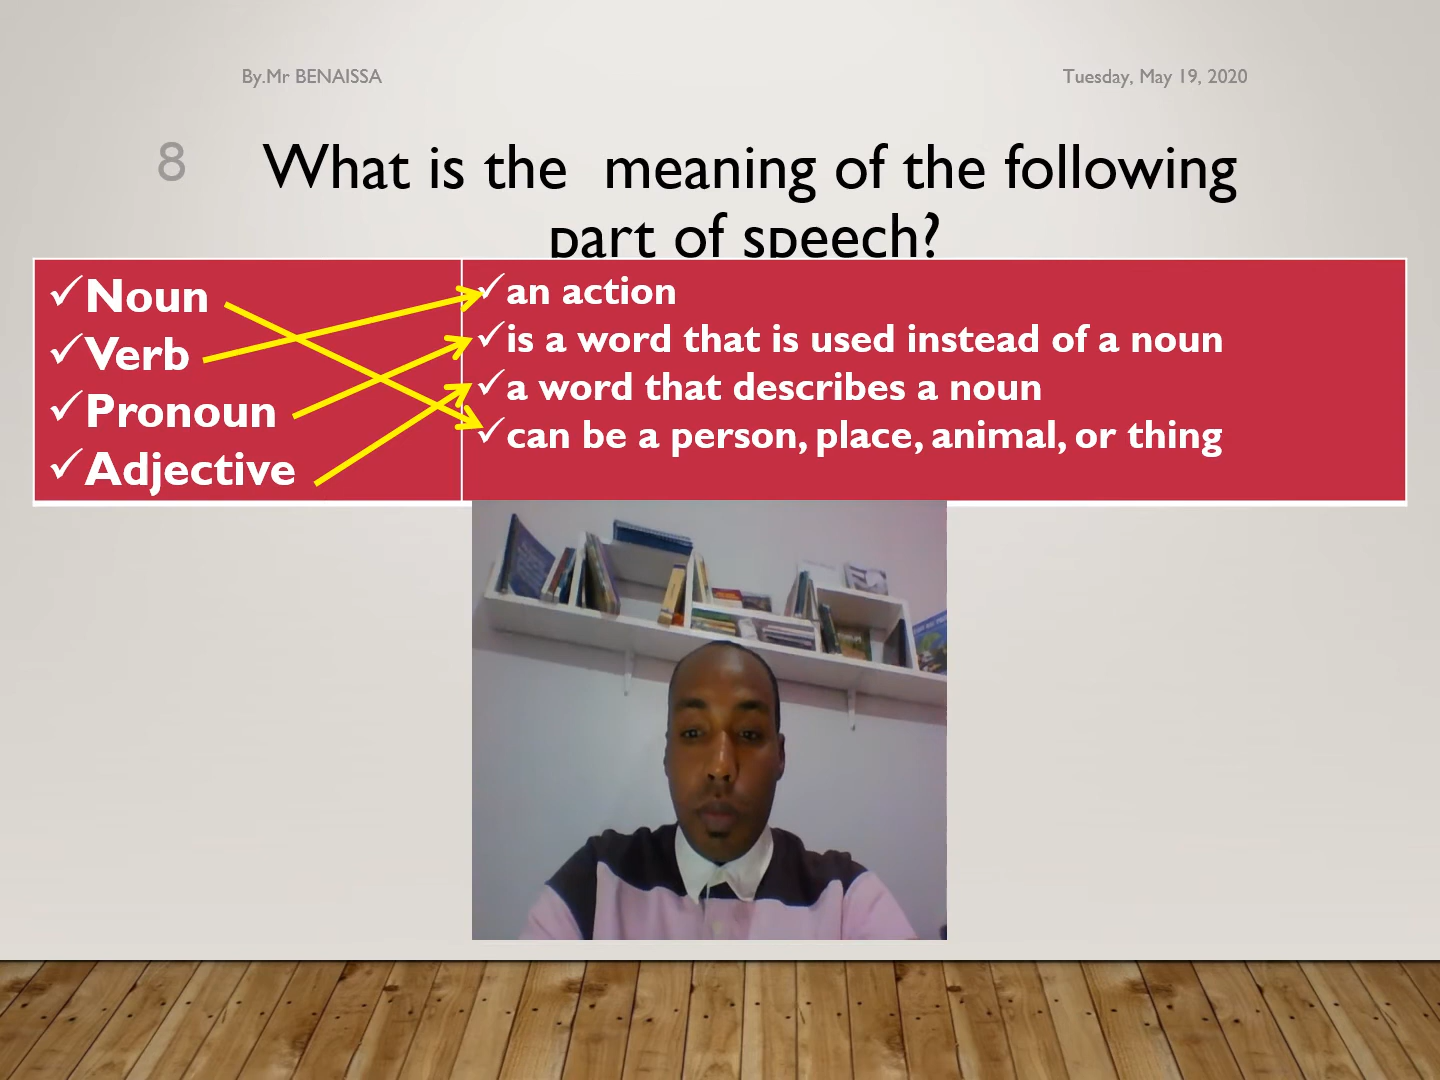 By.Mr BENAISSA
Tuesday, May 19, 2020
8
What is the meaning of the following
part of speech?
✓Noun
✓Verb
✓Pronoun
✓Adjective
✓an action
✓is a word that is used instead of a noun
✓a word that describes a noun
✓can be a person, place, animal, or thing